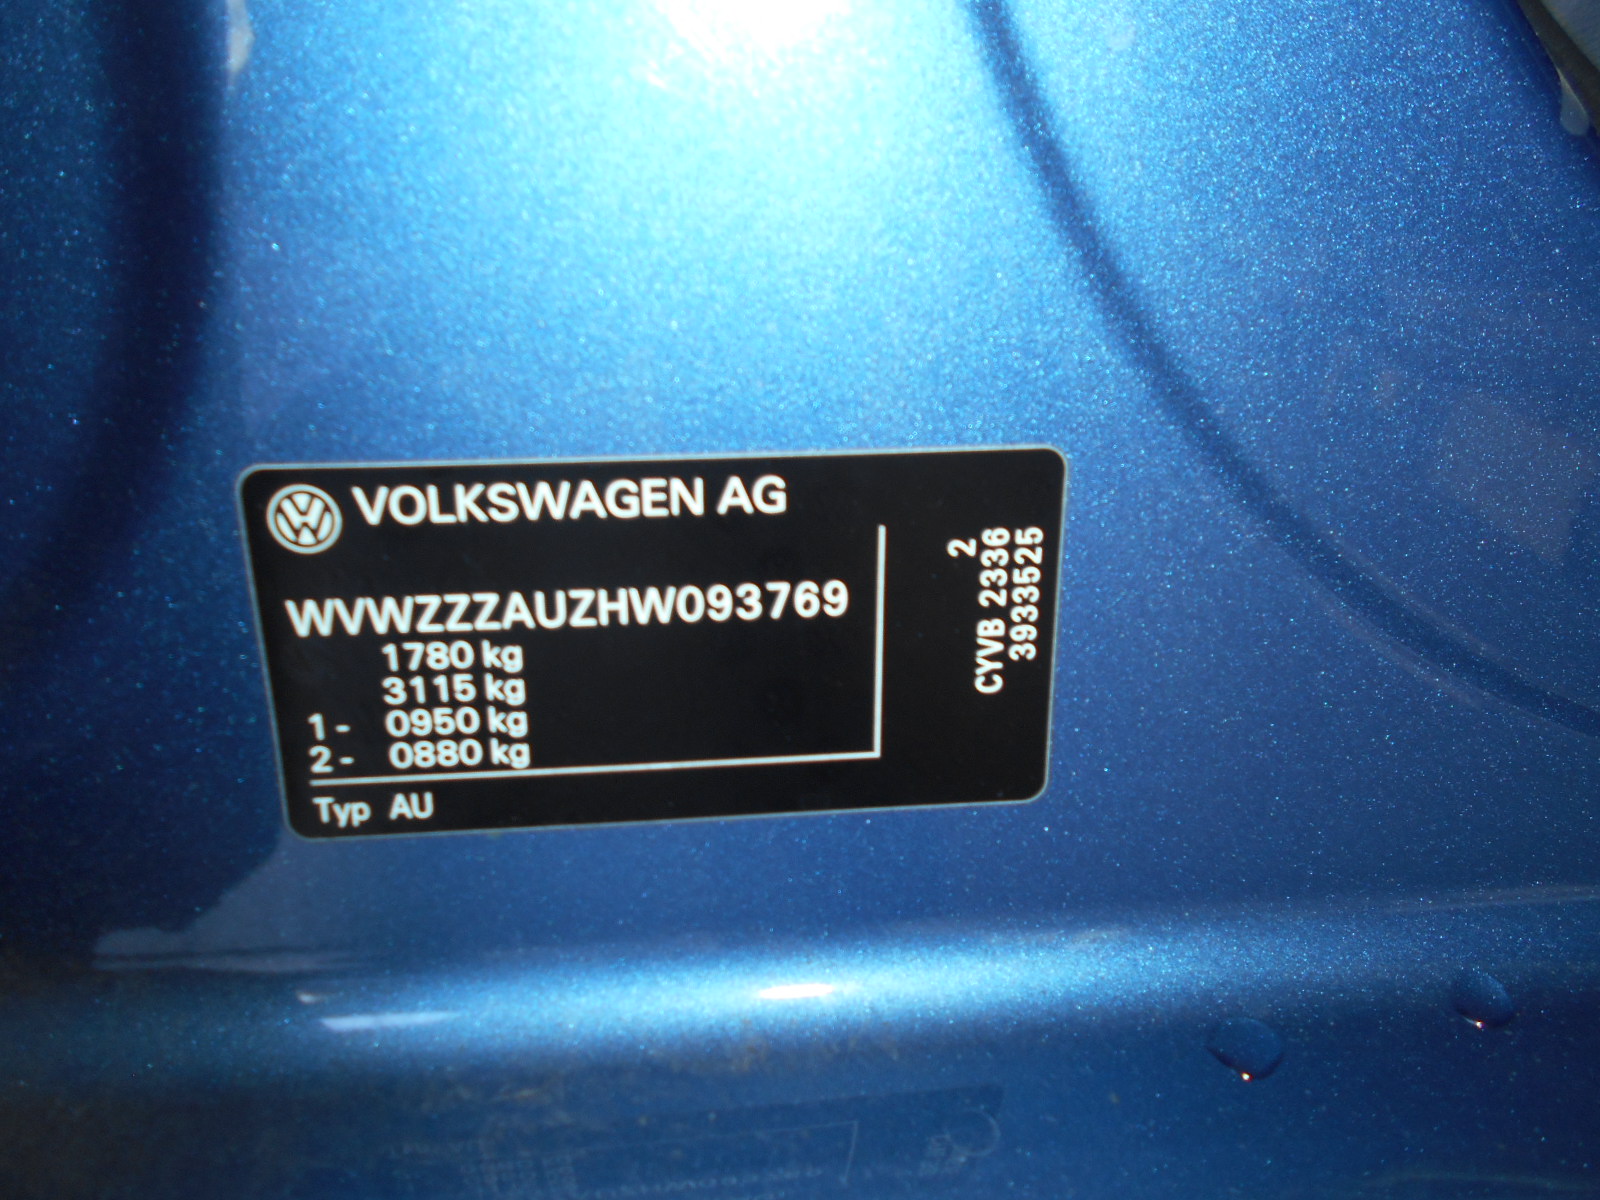 VOLKSWAGEN AG
WVWZZZAUZHW093769
1780 kg
3115 kg
1- 0950 kg
2- 0880 kg
Typ AU
2
CYVB 2336
3933525